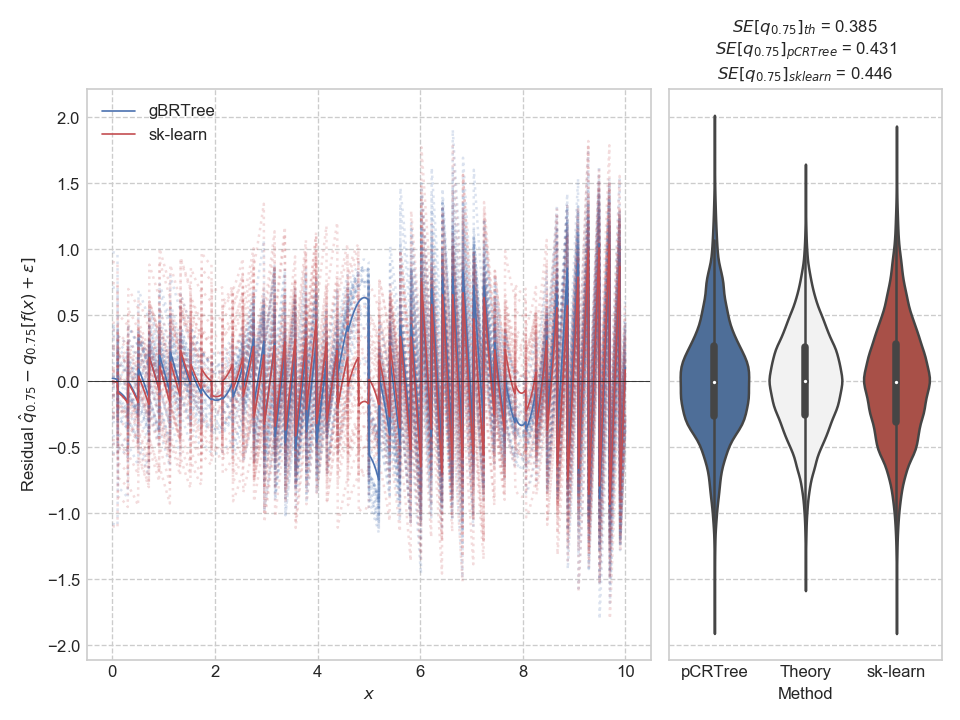 SE[q0.75]th = 0.385
SE[q0.75]pCRTree = 0.431
SE[q0.75]sklearn = 0.446
gBRTree
sk-learn
2.0
1.5
1.0
0.5
0.0
−0.5
−1.0
−1.5
−2.0
Residual q̂0.75 − q0.75[f(x) + ε]
0 2 4 6 8 10
x
pCRTree Theory sk-learn
Method